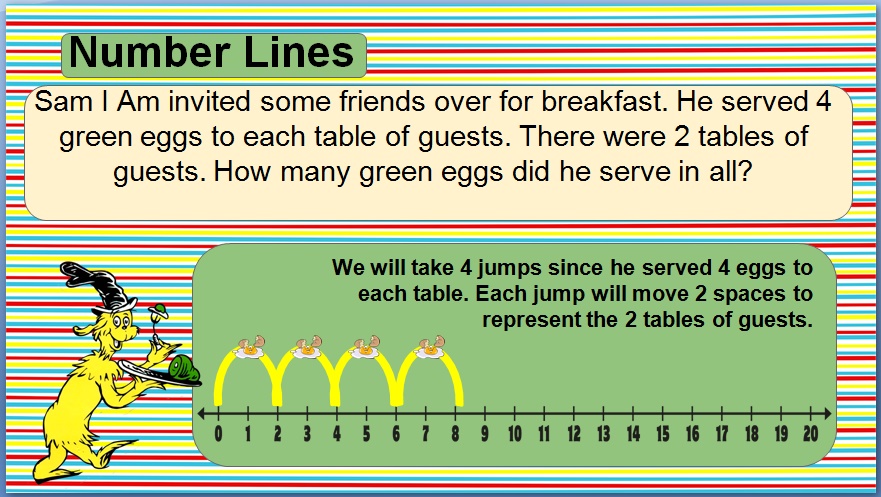 Number Lines
Sam I Am invited some friends over for breakfast. He served 4
green eggs to each table of guests. There were 2 tables of
guests. How many green eggs did he serve in all?
We will take 4 jumps since he served 4 eggs to
each table. Each jump will move 2 spaces to
represent the 2 tables of guests.
0 1 2 3 4 5 6 7 8 9 10 11 12 13 14 15 16 17 18 19 20